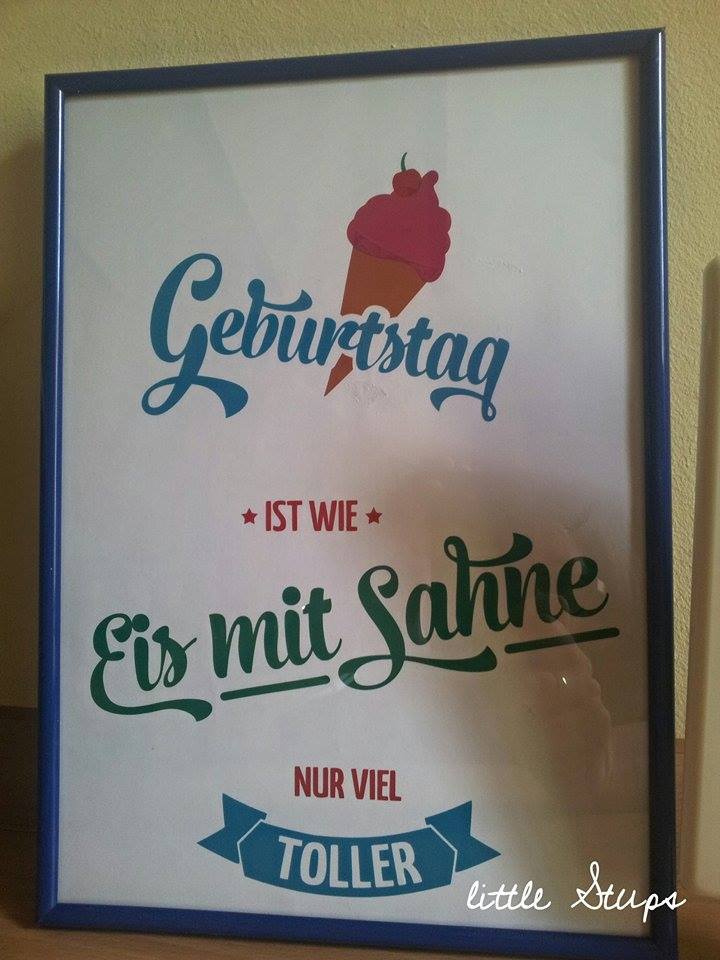 Geburtstag
★ IST WIE ★
Eis mit Sahne
NUR VIEL
TOLLER
little Stups